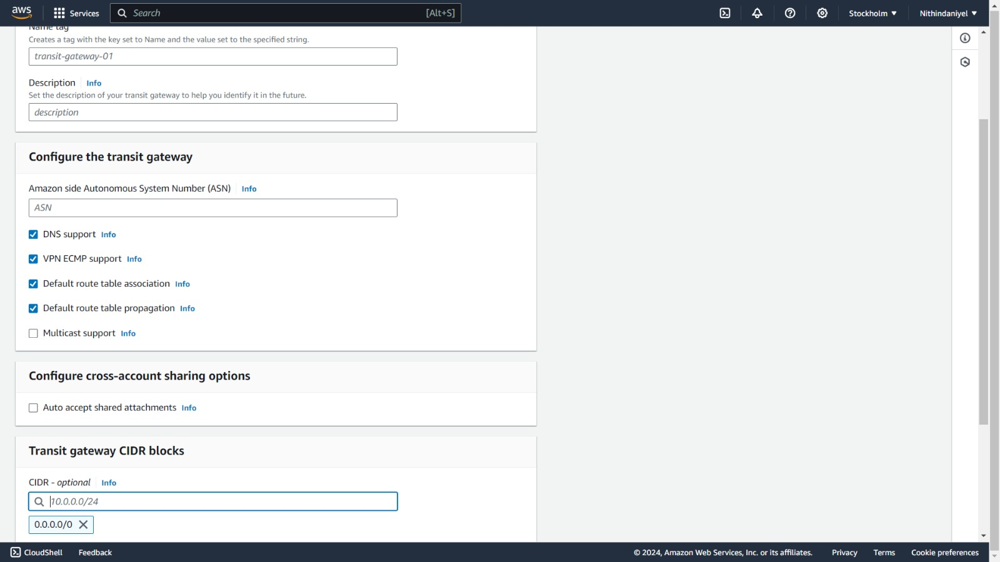 aws
Services
Search
[Alt+S]
Stockholm
Nithindaniyel
Name tag
Creates a tag with the key set to Name and the value set to the specified string.
transit-gateway-01
Description
Info
Set the description of your transit gateway to help you identify it in the future.
description
Configure the transit gateway
Amazon side Autonomous System Number (ASN)
Info
ASN
DNS support Info
VPN ECMP support Info
Default route table association Info
Default route table propagation Info
Multicast support Info
Configure cross-account sharing options
Auto accept shared attachments Info
Transit gateway CIDR blocks
CIDR - optional
Info
10.0.0.0/24
0.0.0.0/0
CloudShell
Feedback
© 2024, Amazon Web Services, Inc. or its affiliates.
Privacy
Terms
Cookie preferences